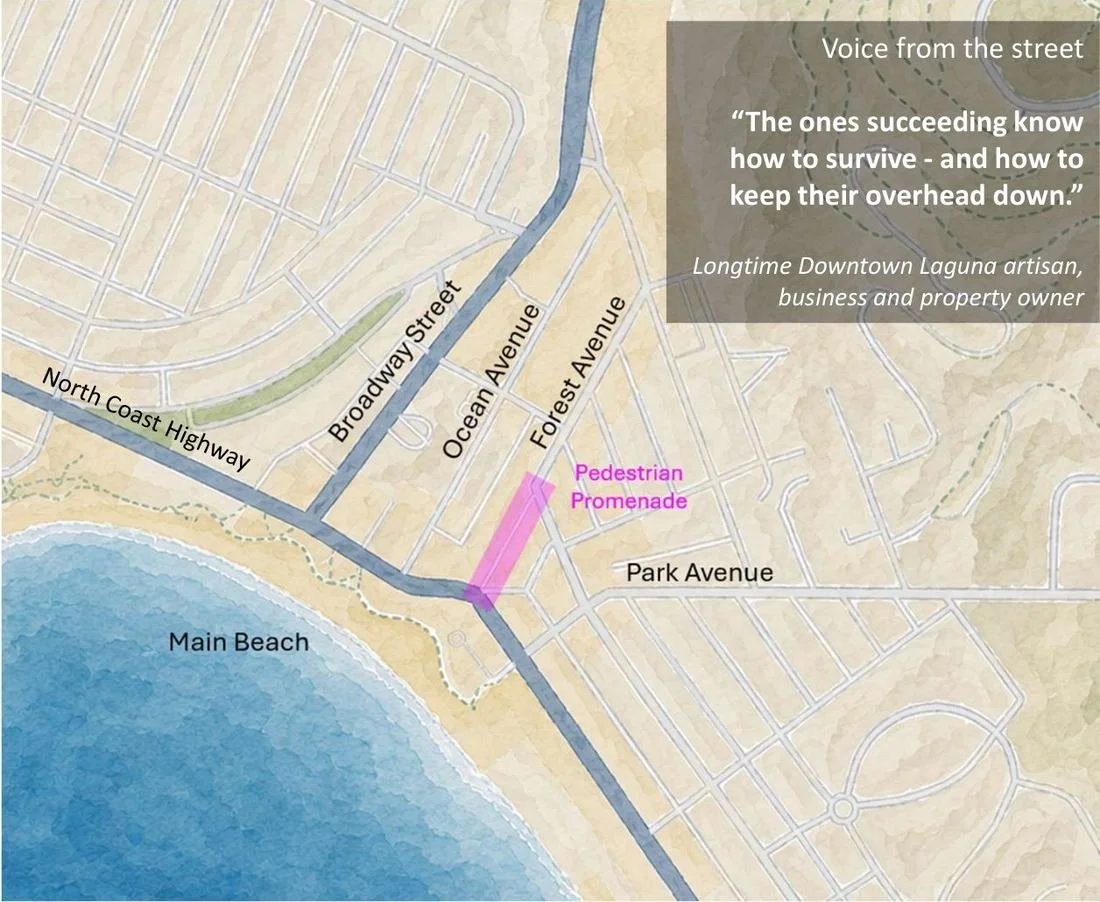 Voice from the street
“The ones succeeding know
how to survive - and how to
keep their overhead down.”
Longtime Downtown Laguna artisan,
business and property owner
North Coast Highway
Broadway Street
Ocean Avenue
Forest Avenue
Pedestrian
Promenade
Park Avenue
Main Beach